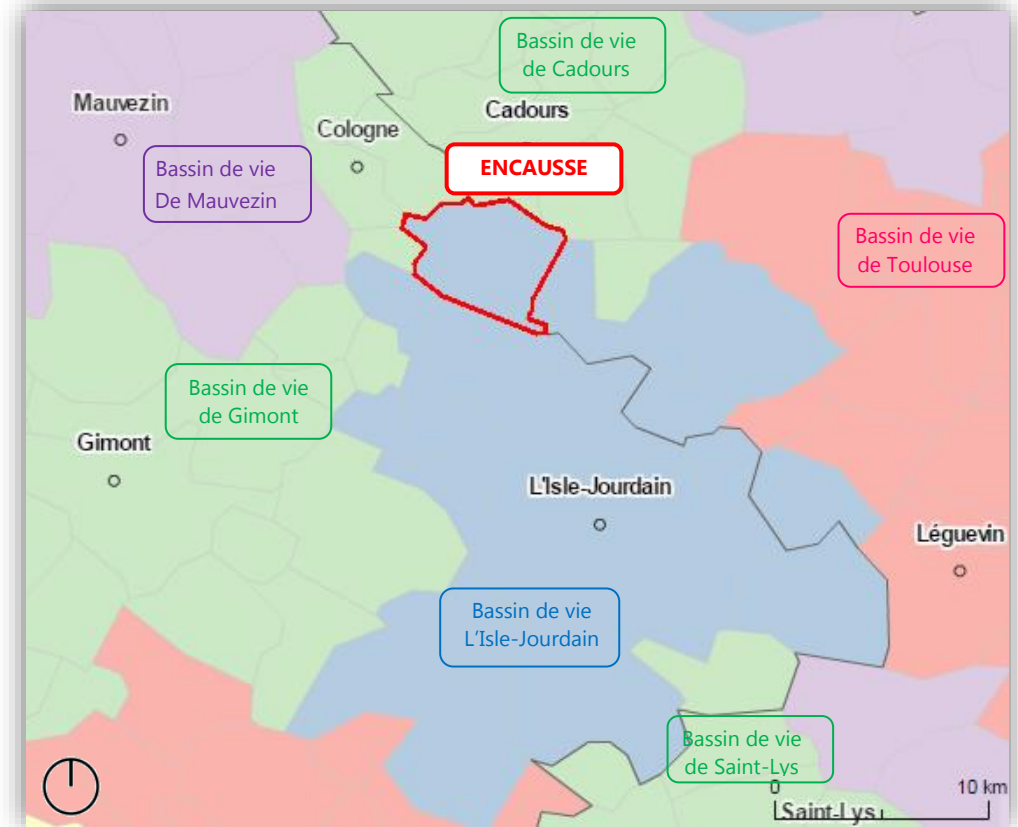 Bassin de vie
de Cadours
Mauvezin
Cadours
Cologne
ENCAUSSE
Bassin de vie
De Mauvezin
Bassin de vie
de Toulouse
Bassin de vie
de Gimont
Gimont
L'Isle-Jourdain
Léguevin
Bassin de vie
L'Isle-Jourdain
Bassin de vie
de Saint-Lys
0
10 km
Saint-Lys